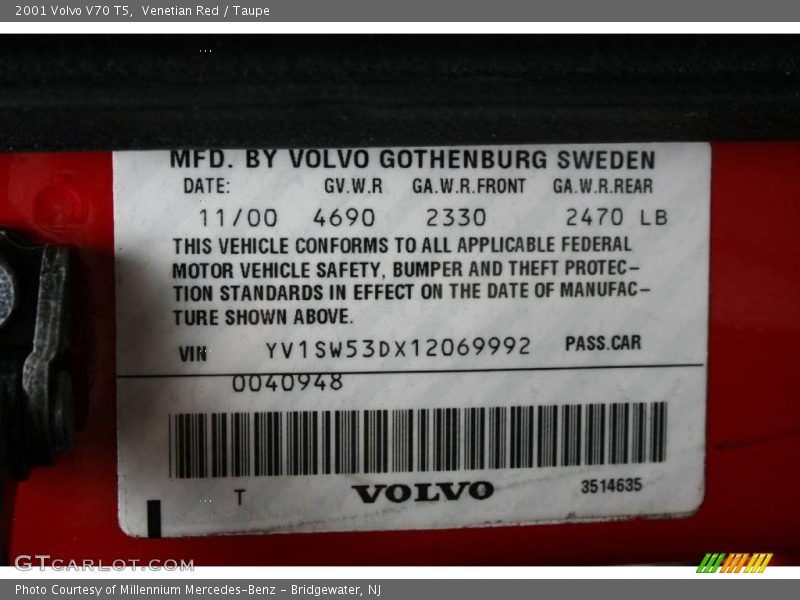 2001 Volvo V70 T5, Venetian Red / Taupe
MFD. BY VOLVO GOTHENBURG SWEDEN
DATE: GV.W.R GA.W.R.FRONT GA.W.R.REAR
11/00 4690 2330 2470 LB
THIS VEHICLE CONFORMS TO ALL APPLICABLE FEDERAL
MOTOR VEHICLE SAFETY, BUMPER AND THEFT PROTEC-
TION STANDARDS IN EFFECT ON THE DATE OF MANUFAC-
TURE SHOWN ABOVE.
VIN YV1SW53DX12069992 PASS.CAR
0040948
T VOLVO 3514635
GTCarLot.com
Photo Courtesy of Millennium Mercedes-Benz - Bridgewater, NJ